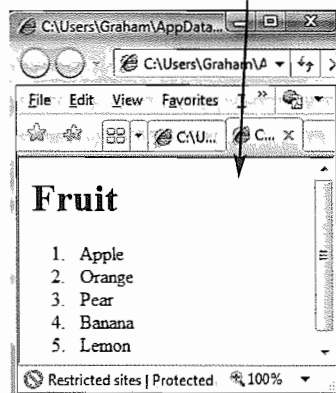 C:\Users\Graham\AppData...
C:\Users\Graham\A
File Edit View Favorites »
C:\U... C... X
Fruit
1. Apple
2. Orange
3. Pear
4. Banana
5. Lemon
Restricted sites | Protected 100%